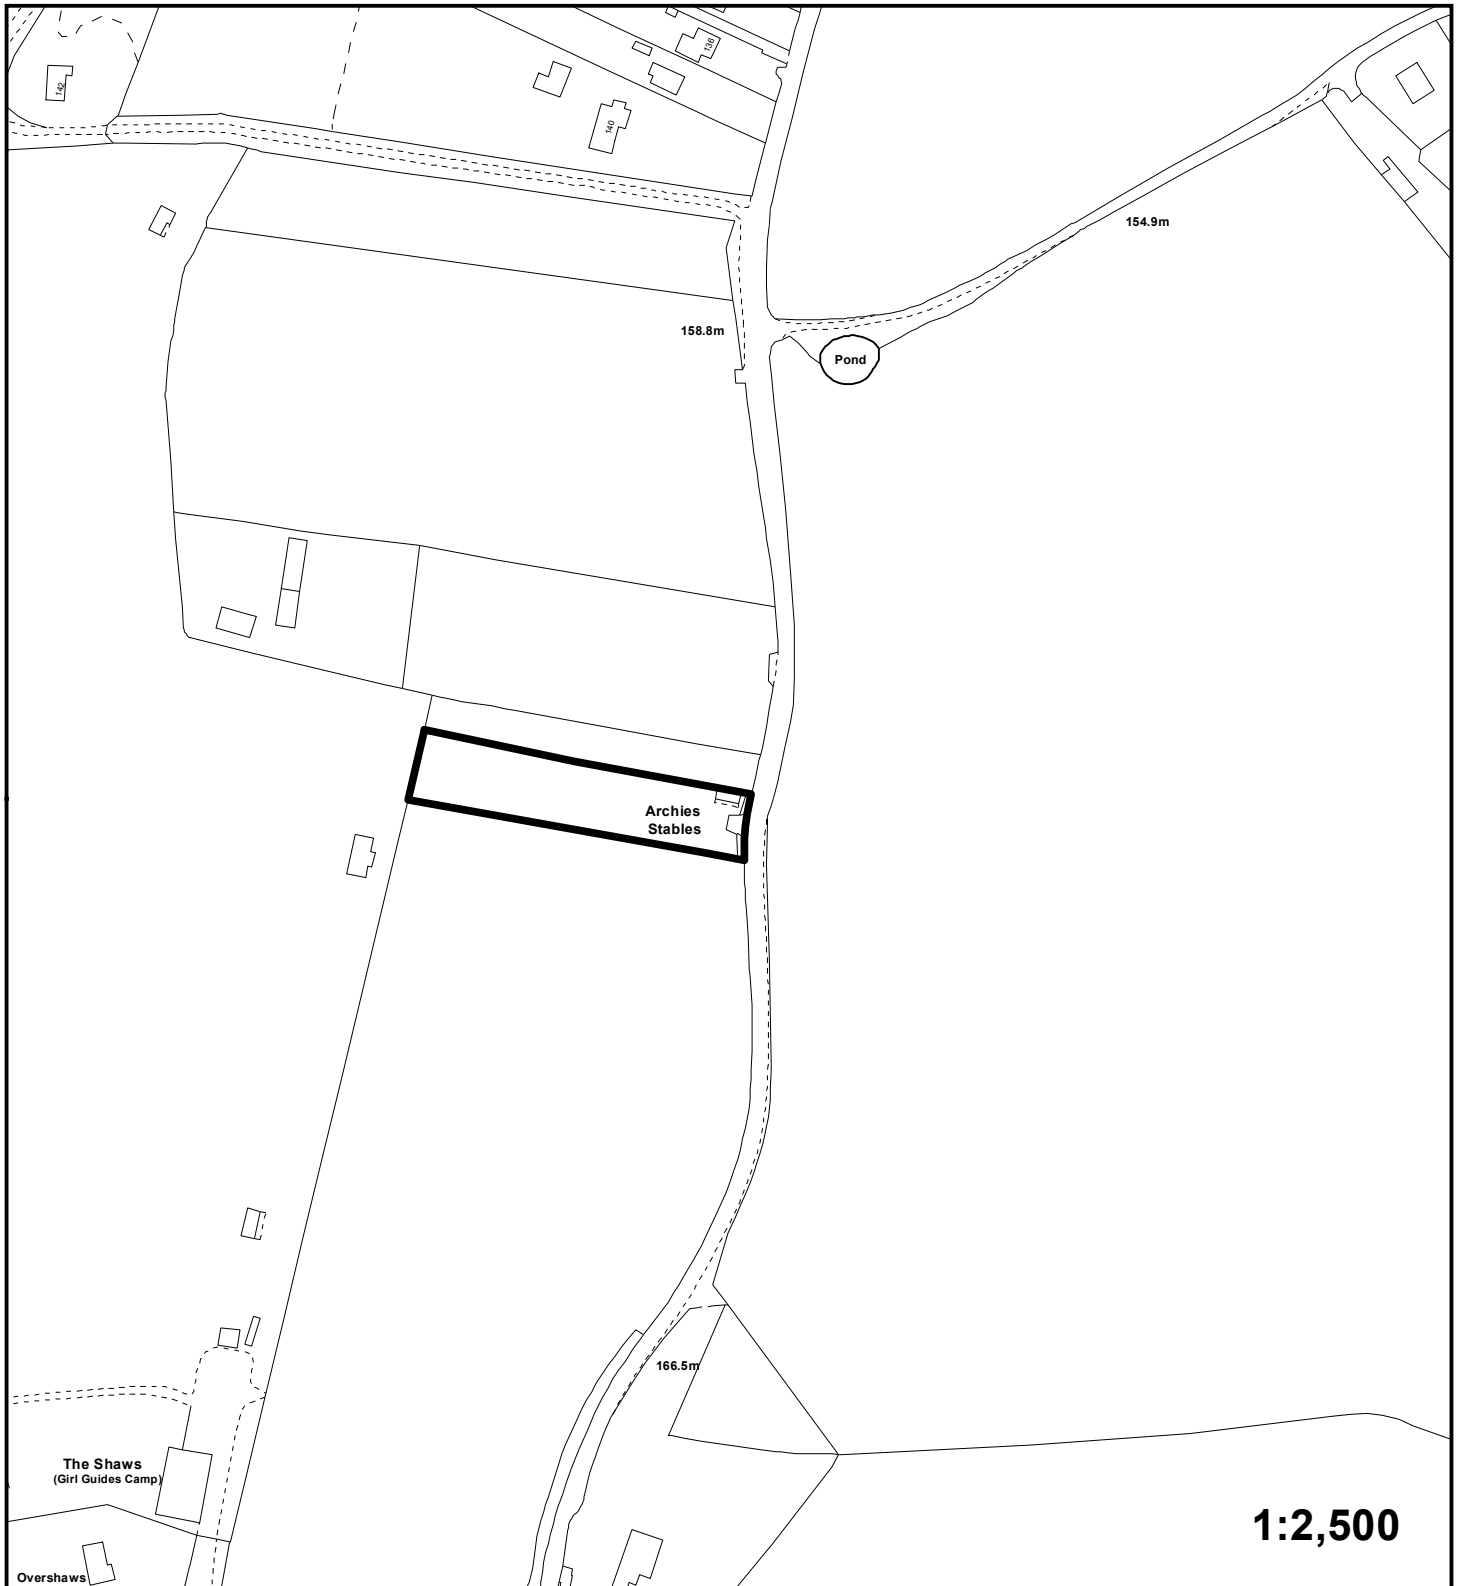 136
142
140
154.9m
158.8m
Pond
Archies
Stables
166.5m
The Shaws
(Girl Guides Camp)
1:2,500
Overshaws